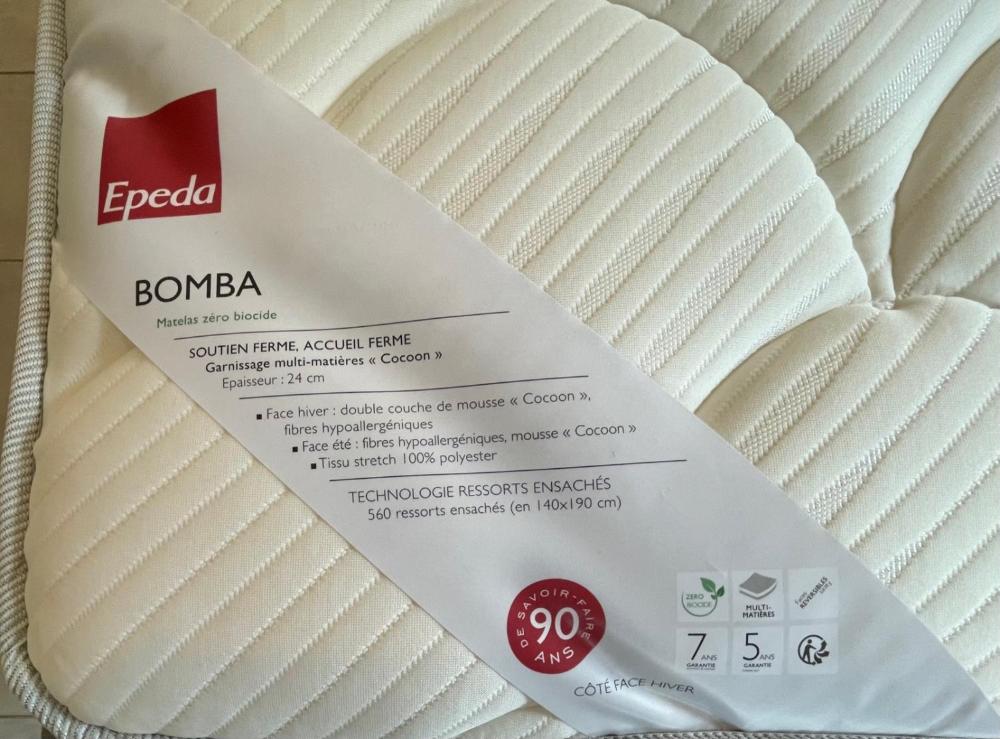 Epeda
BOMBA
Matelas zéro biocide
SOUTIEN FERME, ACCUEIL FERME
Garnissage multi-matières « Cocoon »
Epaisseur : 24 cm
▪ Face hiver : double couche de mousse « Cocoon »,
fibres hypoallergéniques
▪ Face été : fibres hypoallergéniques, mousse « Cocoon »
▪ Tissu stretch 100% polyester
TECHNOLOGIE RESSORTS ENSACHÉS
560 ressorts ensachés (en 140x190 cm)
DE SAVOIR-FAIRE
90
ANS
ZERO
BIOCIDE
MULTI-
MATIÈRES
REVERSIBLES
7 ANS
GARANTIE
5 ANS
GARANTIE
CÔTÉ FACE HIVER